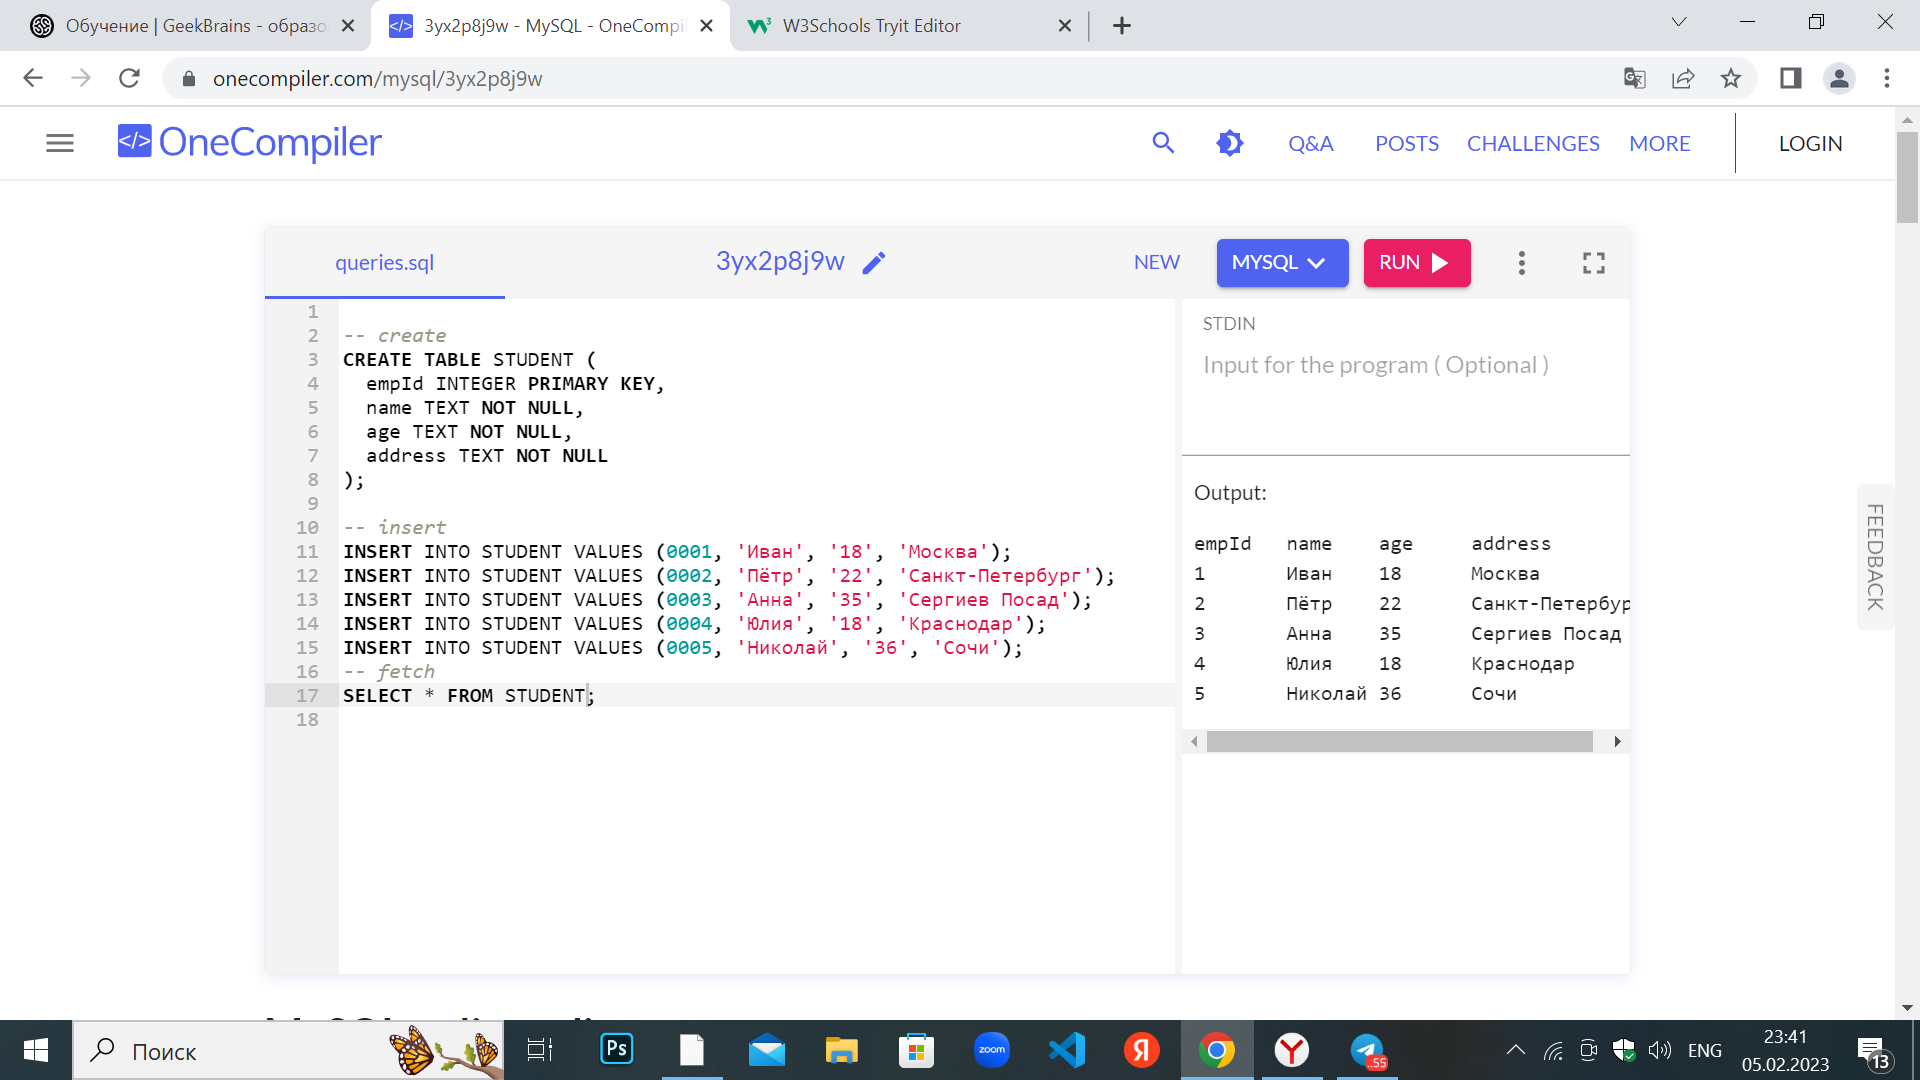 Обучение | GeekBrains - образо
3yx2p8j9w - MySQL - OneCompil
W3Schools Tryit Editor
onecompiler.com/mysql/3yx2p8j9w
</> OneCompiler
Q&A
POSTS
CHALLENGES
MORE
LOGIN
queries.sql
3yx2p8j9w
NEW
MYSQL
RUN
1
2 -- create
3 CREATE TABLE STUDENT (
4 empId INTEGER PRIMARY KEY,
5 name TEXT NOT NULL,
6 age TEXT NOT NULL,
7 address TEXT NOT NULL
8 );
9
10 -- insert
11 INSERT INTO STUDENT VALUES (0001, 'Иван', '18', 'Москва');
12 INSERT INTO STUDENT VALUES (0002, 'Пётр', '22', 'Санкт-Петербург');
13 INSERT INTO STUDENT VALUES (0003, 'Анна', '35', 'Сергиев Посад');
14 INSERT INTO STUDENT VALUES (0004, 'Юлия', '18', 'Краснодар');
15 INSERT INTO STUDENT VALUES (0005, 'Николай', '36', 'Сочи');
16 -- fetch
17 SELECT * FROM STUDENT;
18
STDIN
Input for the program ( Optional )
Output:
empId name age address
1 Иван 18 Москва
2 Пётр 22 Санкт-Петербур
3 Анна 35 Сергиев Посад
4 Юлия 18 Краснодар
5 Николай 36 Сочи
FEEDBACK
Поиск
Ps
zoom
Я
Y
..55
ENG
23:41
05.02.2023
13